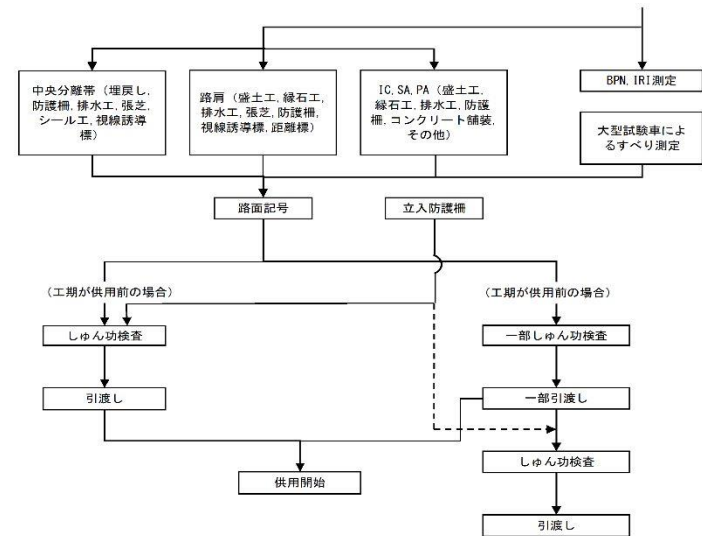 中央分離帯（埋戻し,
防護柵, 排水工, 張芝,
シール工, 視線誘導
標）
路肩（盛土工, 縁石工,
排水工, 張芝, 防護柵,
視線誘導標, 距離標）
IC, SA, PA（盛土工,
縁石工, 排水工, 防護
柵, コンクリート舗装,
その他）
BPN, IRI測定
大型試験車によ
るすべり測定
路面記号
立入防護柵
（工期が供用前の場合）
（工期が供用前の場合）
しゅん功検査
一部しゅん功検査
引渡し
一部引渡し
しゅん功検査
供用開始
引渡し